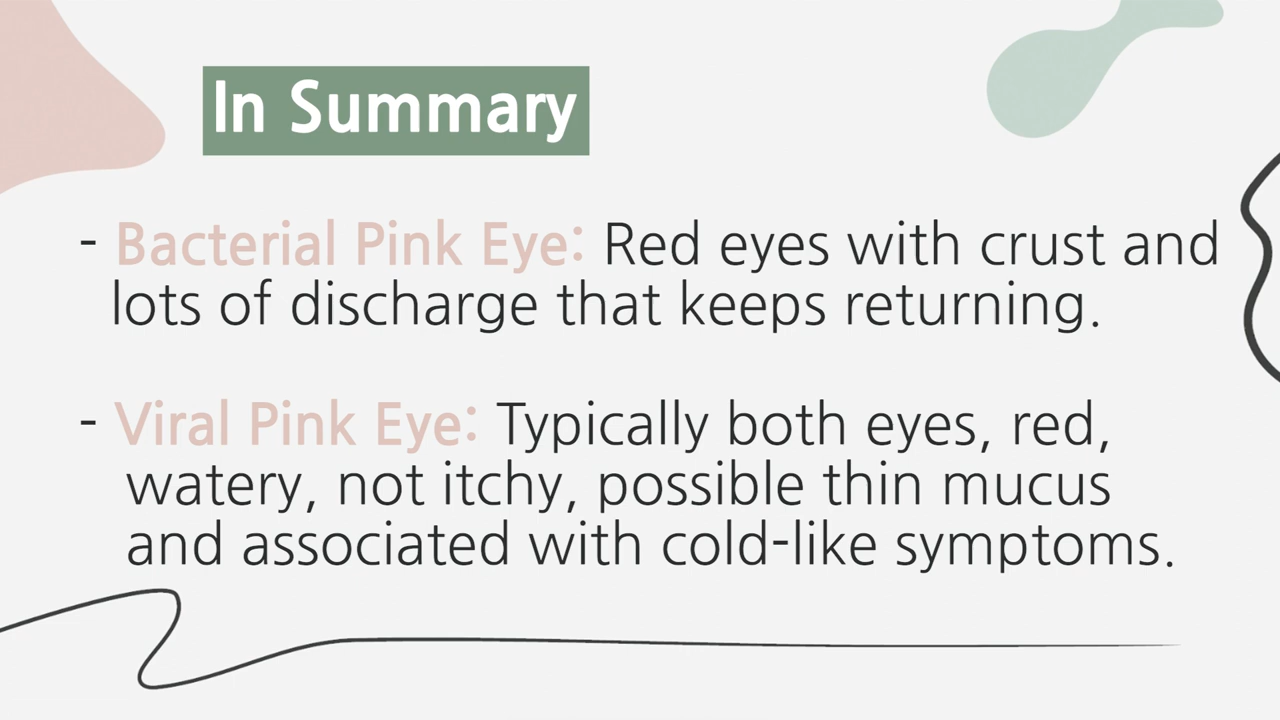 In Summary
- Bacterial Pink Eye: Red eyes with crust and
lots of discharge that keeps returning.
- Viral Pink Eye: Typically both eyes, red,
watery, not itchy, possible thin mucus
and associated with cold-like symptoms.